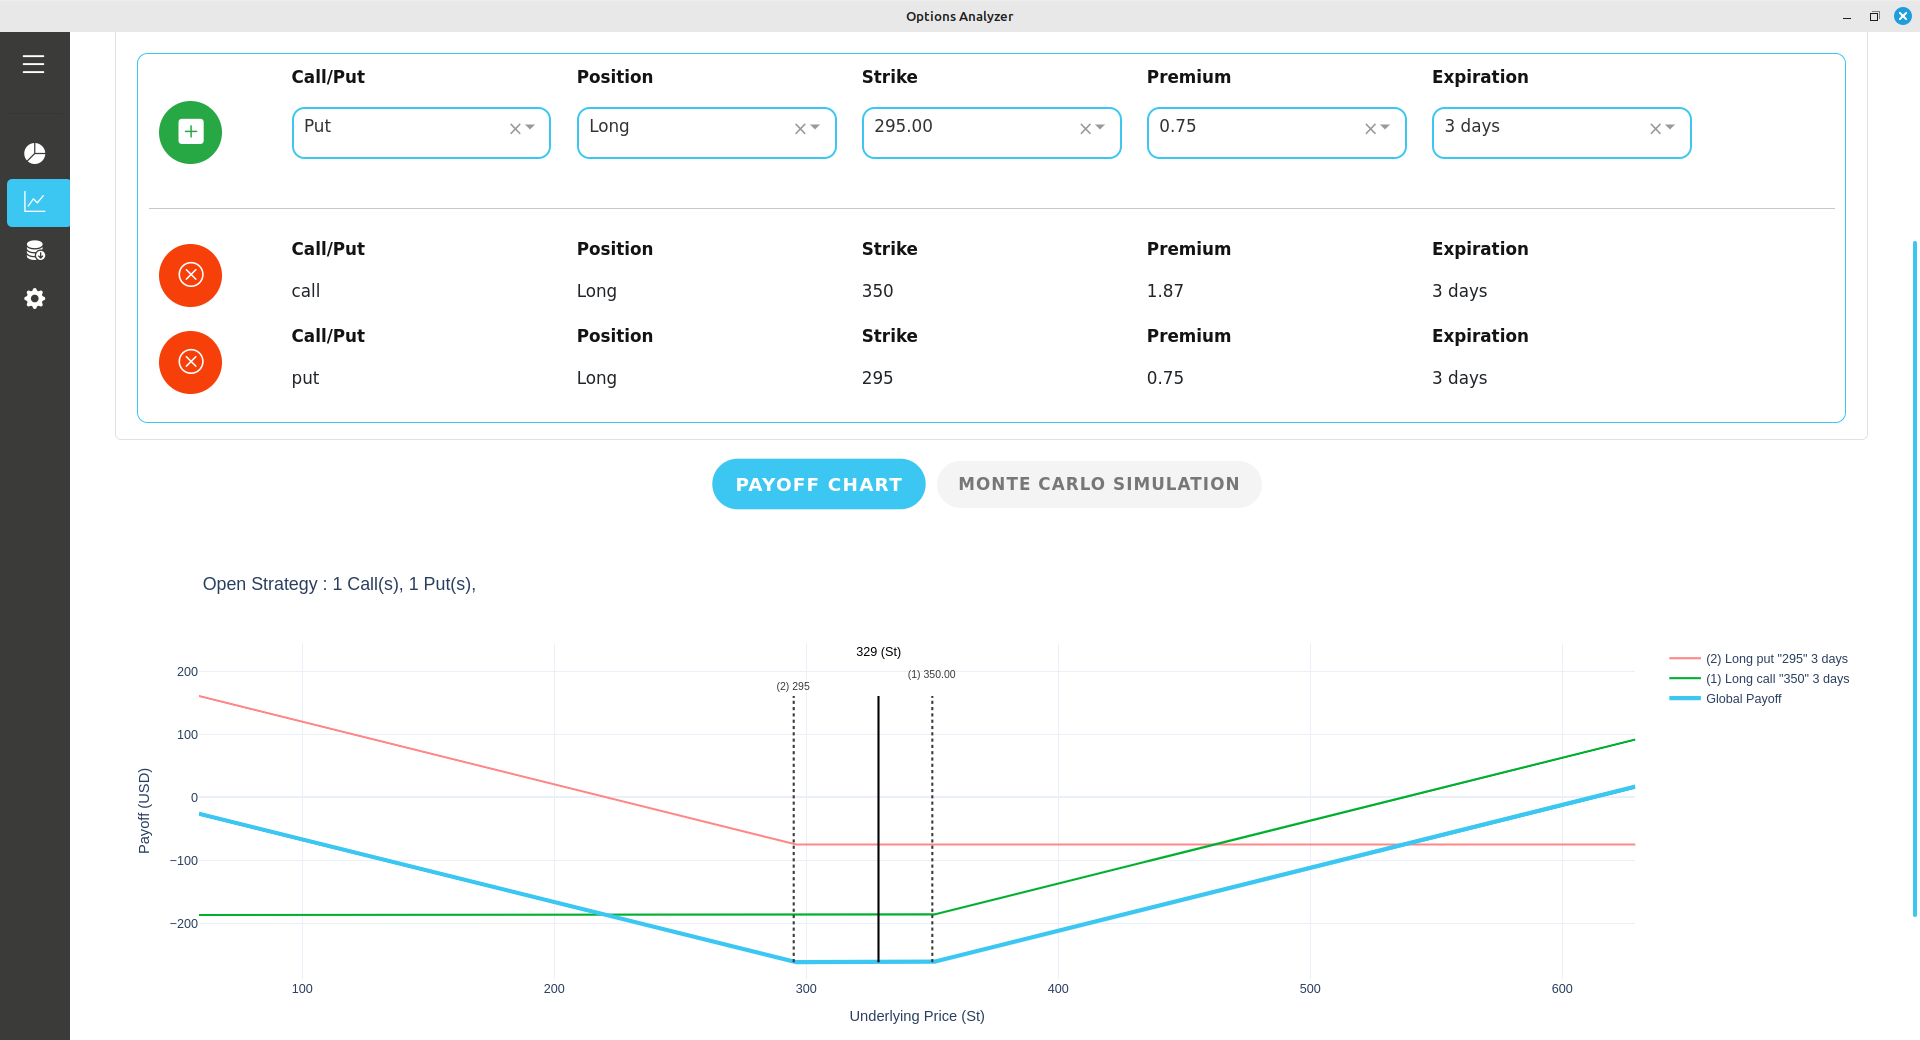 Options Analyzer
Call/Put Position Strike Premium Expiration
Put Long 295.00 0.75 3 days
Call/Put Position Strike Premium Expiration
call Long 350 1.87 3 days
Call/Put Position Strike Premium Expiration
put Long 295 0.75 3 days
PAYOFF CHART MONTE CARLO SIMULATION
Open Strategy : 1 Call(s), 1 Put(s),
329 (St)
(1) 350.00
(2) 295
200
100
0
−100
−200
Payoff (USD)
100 200 300 400 500 600
Underlying Price (St)
(2) Long put "295" 3 days
(1) Long call "350" 3 days
Global Payoff